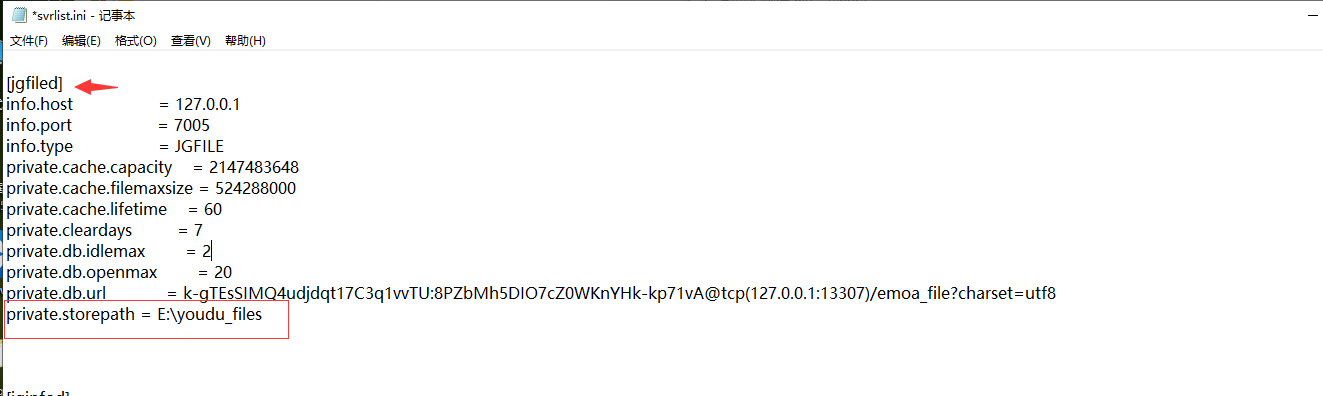 *svrlist.ini - 记事本
文件(F) 编辑(E) 格式(O) 查看(V) 帮助(H)
[jgfiled]
info.host = 127.0.0.1
info.port = 7005
info.type = JGFILE
private.cache.capacity = 2147483648
private.cache.filemaxsize = 524288000
private.cache.lifetime = 60
private.cleardays = 7
private.db.idlemax = 2
private.db.openmax = 20
private.db.url = k-gTEsSIMQ4udjdqt17C3q1vvTU:8PZbMh5DIO7cZ0WKnYHk-kp71vA@tcp(127.0.0.1:13307)/emoa_file?charset=utf8
private.storepath = E:\youdu_files